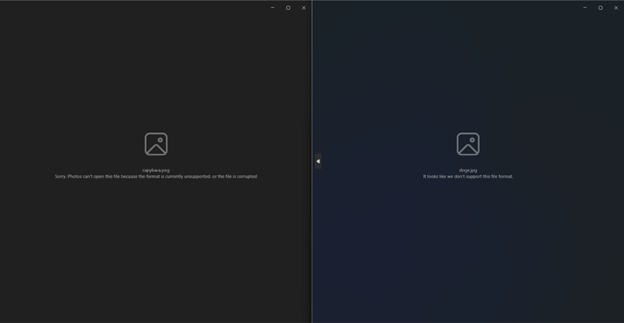 capybara.png
Sorry, Photos can't open this file because the format is currently unsupported, or the file is corrupted
doge.jpg
It looks like we don't support this file format.